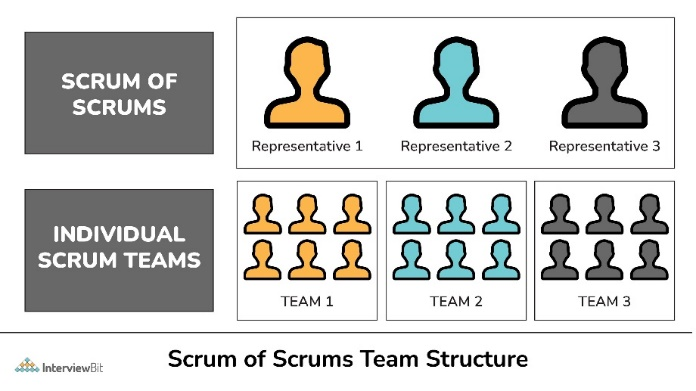 SCRUM OF
SCRUMS
Representative 1
Representative 2
Representative 3
INDIVIDUAL
SCRUM TEAMS
TEAM 1
TEAM 2
TEAM 3
InterviewBit
Scrum of Scrums Team Structure